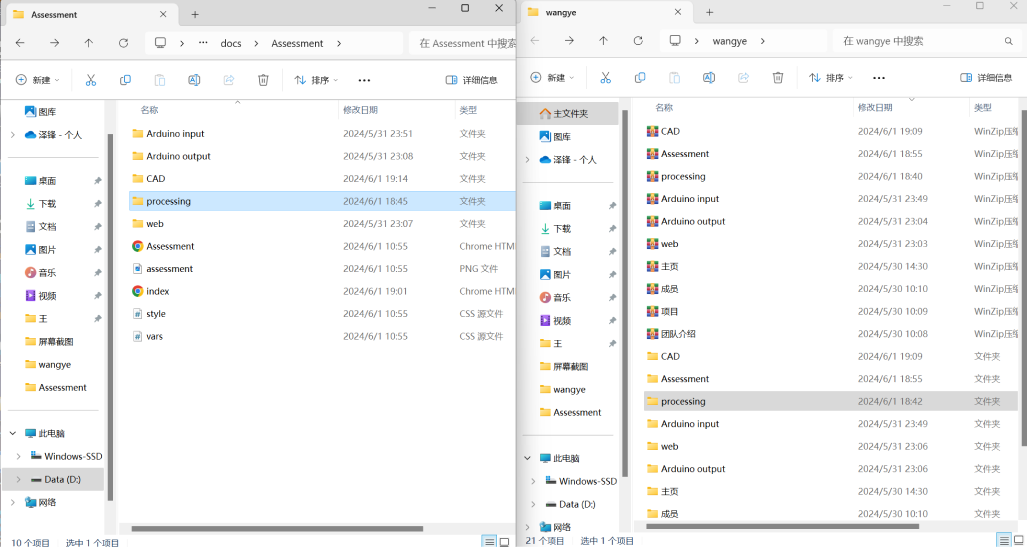 Assessment
docs
Assessment
在 Assessment 中搜索
新建
排序
详细信息
图库
泽锋 - 个人
桌面
下载
文档
图片
音乐
视频
王
屏幕截图
wangye
Assessment
此电脑
Windows-SSD
Data (D:)
网络
名称 修改日期 类型
Arduino input 2024/5/31 23:51 文件夹
Arduino output 2024/5/31 23:08 文件夹
CAD 2024/6/1 19:14 文件夹
processing 2024/6/1 18:45 文件夹
web 2024/5/31 23:07 文件夹
Assessment 2024/6/1 10:55 Chrome HTM
assessment 2024/6/1 10:55 PNG 文件
index 2024/6/1 19:01 Chrome HTM
style 2024/6/1 10:55 CSS 源文件
vars 2024/6/1 10:55 CSS 源文件
10 个项目 选中 1 个项目
wangye
wangye
在 wangye 中搜索
新建
排序
详细信息
主文件夹
图库
泽锋 - 个人
桌面
下载
文档
图片
音乐
视频
王
屏幕截图
wangye
Assessment
此电脑
Windows-SSD
Data (D:)
网络
名称 修改日期 类型
CAD 2024/6/1 19:09 WinZip压缩
Assessment 2024/6/1 18:55 WinZip压缩
processing 2024/6/1 18:40 WinZip压缩
Arduino input 2024/5/31 23:49 WinZip压缩
Arduino output 2024/5/31 23:04 WinZip压缩
web 2024/5/31 23:03 WinZip压缩
主页 2024/5/30 14:30 WinZip压缩
成员 2024/5/30 10:10 WinZip压缩
项目 2024/5/30 10:09 WinZip压缩
团队介绍 2024/5/30 10:08 WinZip压缩
CAD 2024/6/1 19:09 文件夹
Assessment 2024/6/1 18:55 文件夹
processing 2024/6/1 18:42 文件夹
Arduino input 2024/5/31 23:49 文件夹
web 2024/5/31 23:06 文件夹
Arduino output 2024/5/31 23:06 文件夹
主页 2024/5/30 14:30 文件夹
成员 2024/5/30 10:10 文件夹
21 个项目 选中 1 个项目